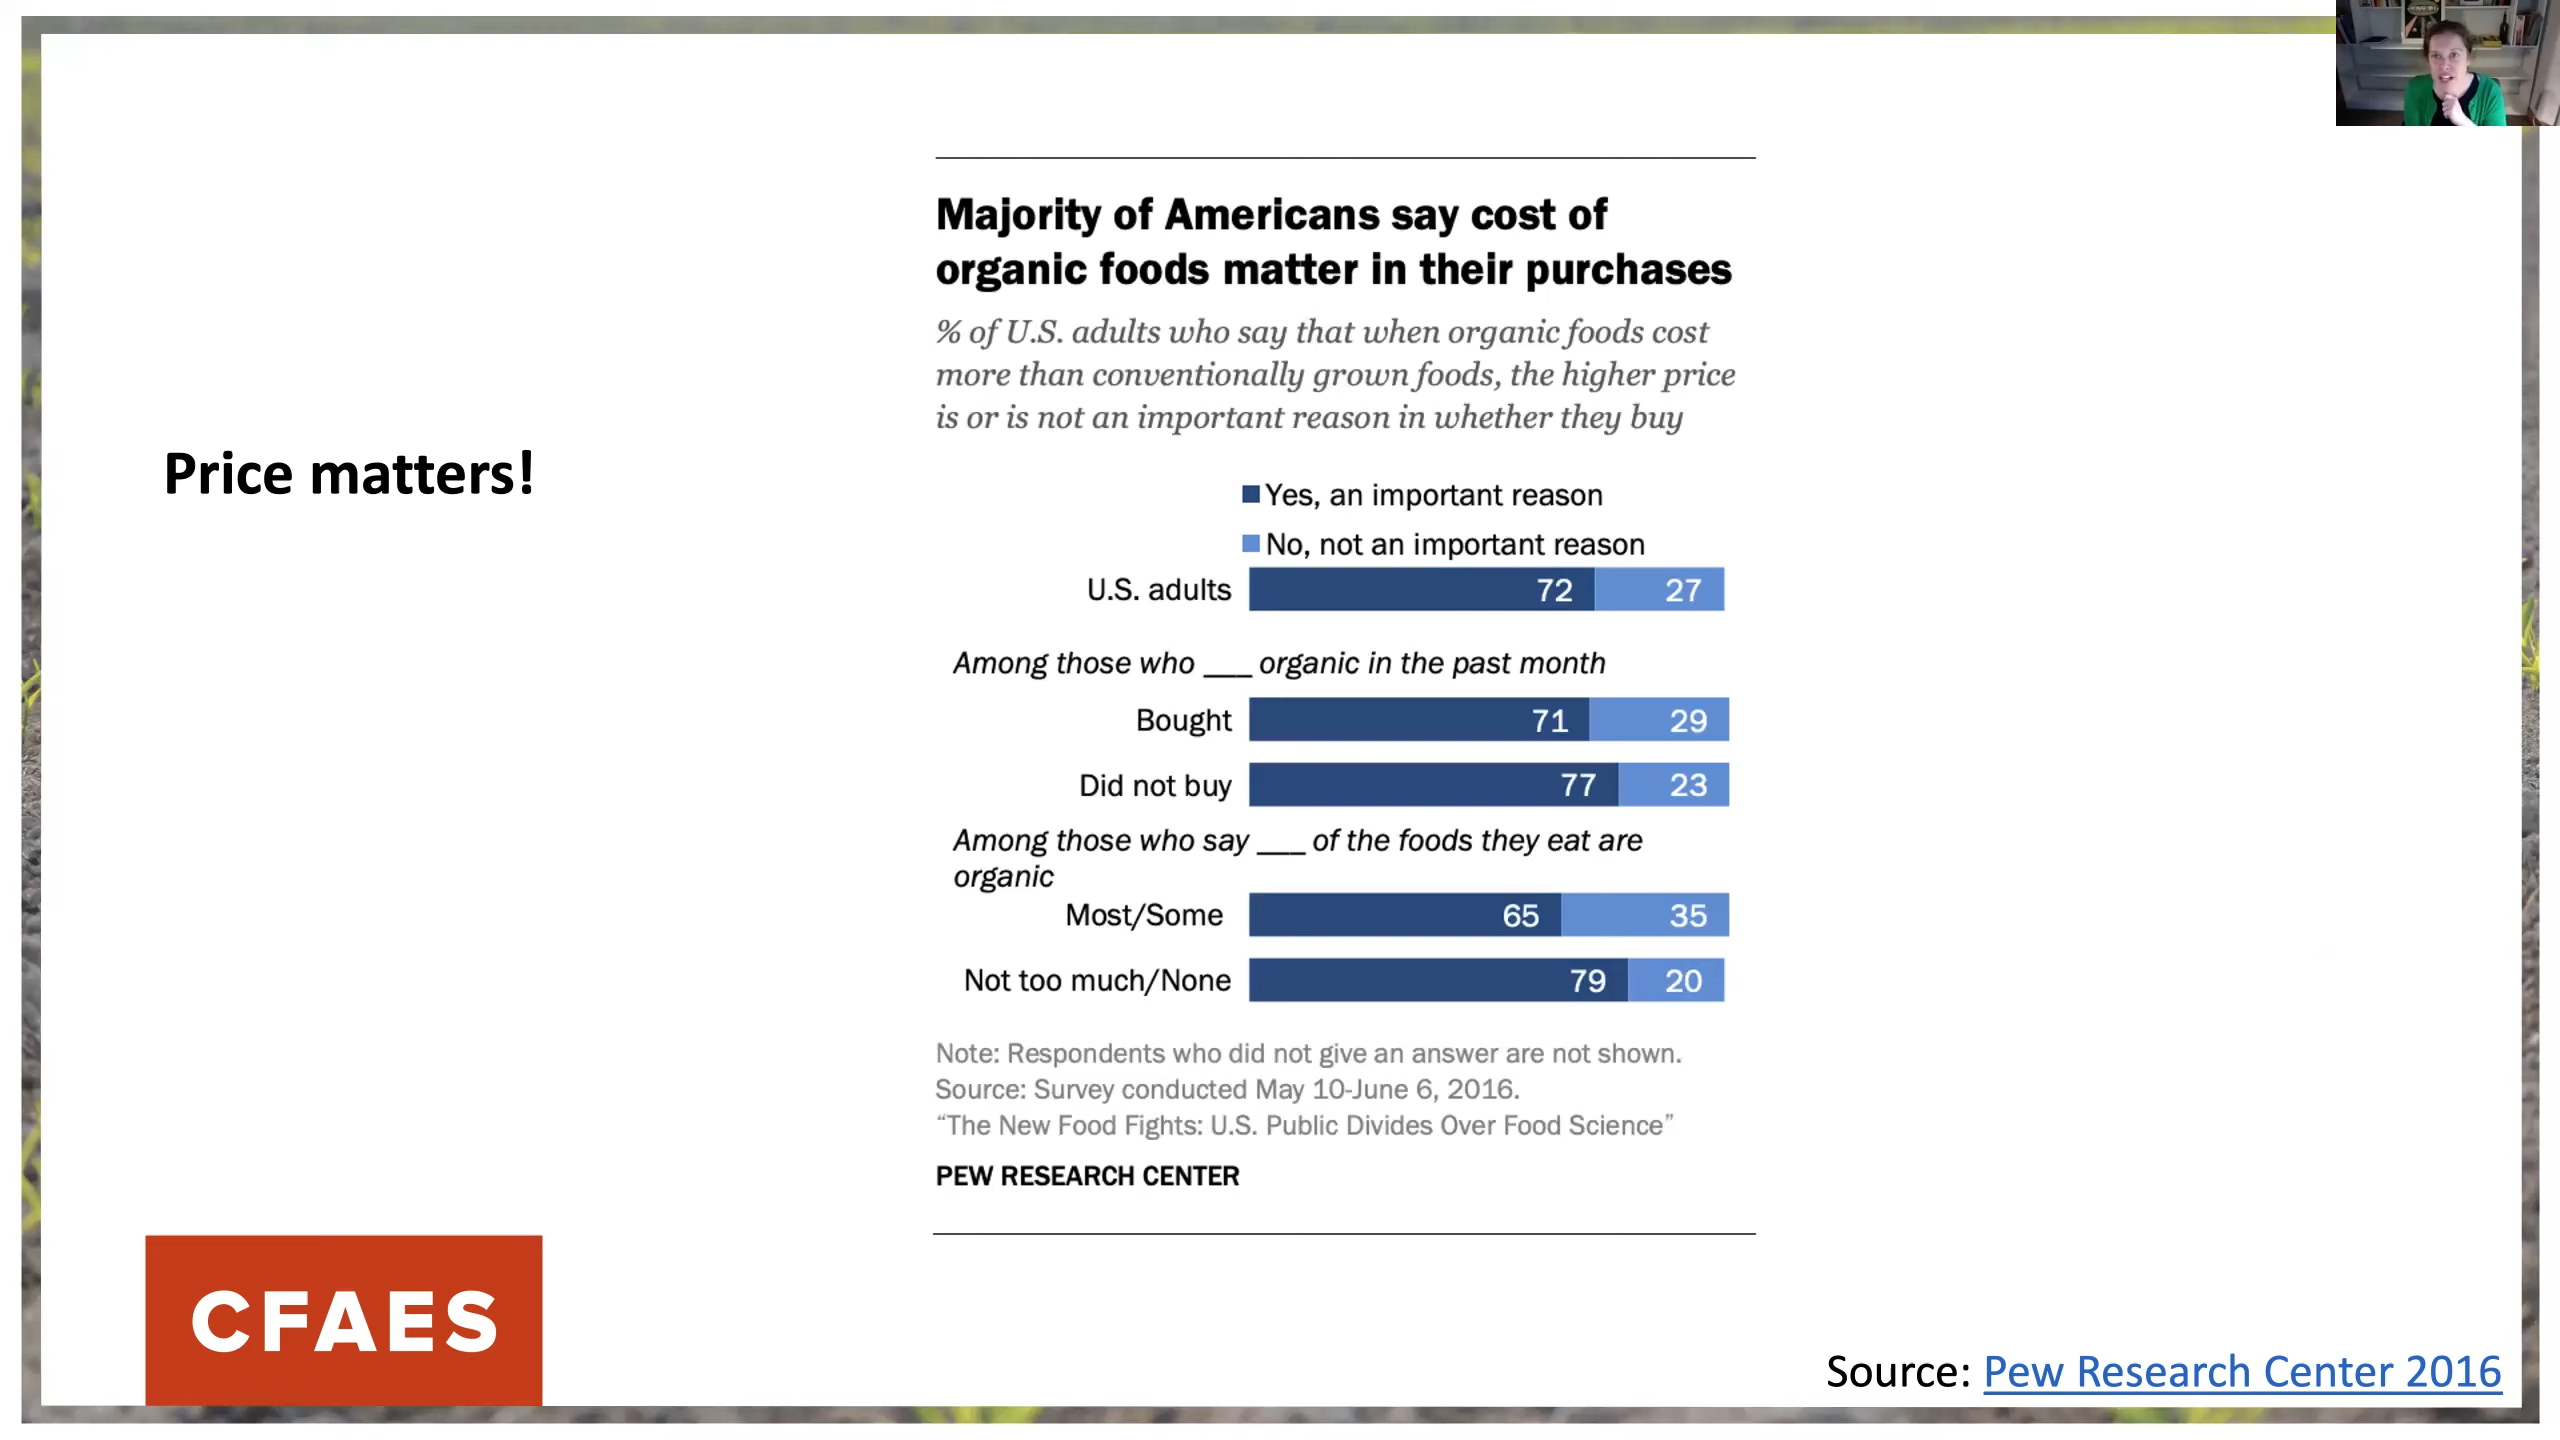 Price matters!
Majority of Americans say cost of
organic foods matter in their purchases
% of U.S. adults who say that when organic foods cost
more than conventionally grown foods, the higher price
is or is not an important reason in whether they buy
Yes, an important reason
No, not an important reason
U.S. adults 72 27
Among those who ___ organic in the past month
Bought 71 29
Did not buy 77 23
Among those who say ___ of the foods they eat are
organic
Most/Some 65 35
Not too much/None 79 20
Note: Respondents who did not give an answer are not shown.
Source: Survey conducted May 10-June 6, 2016.
“The New Food Fights: U.S. Public Divides Over Food Science”
PEW RESEARCH CENTER
CFAES
Source: Pew Research Center 2016